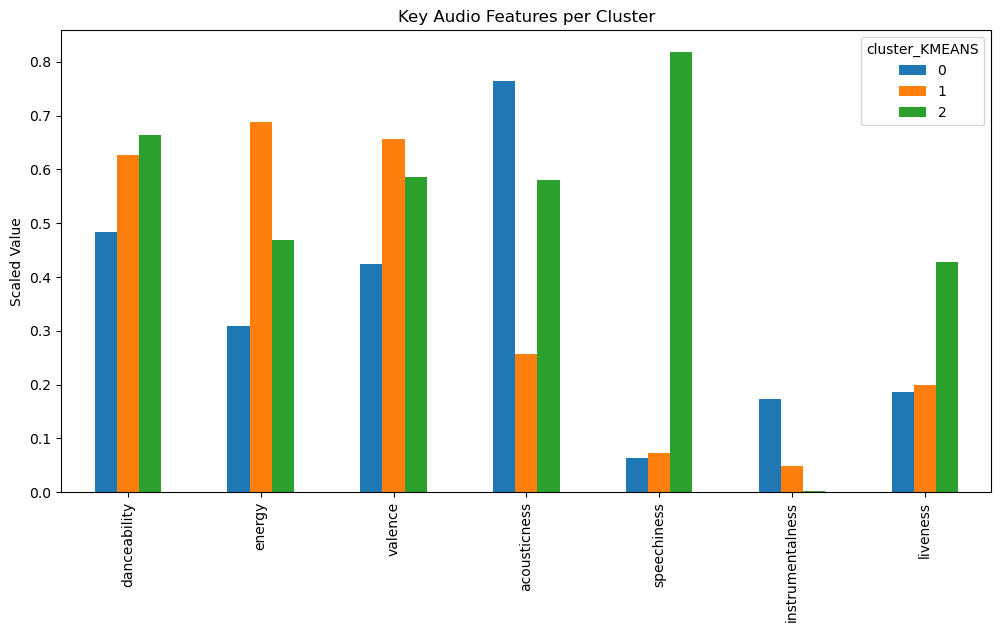 Key Audio Features per Cluster
cluster_KMEANS
0
1
2
Scaled Value
0.8
0.7
0.6
0.5
0.4
0.3
0.2
0.1
0.0
danceability
energy
valence
acousticness
speechiness
instrumentalness
liveness